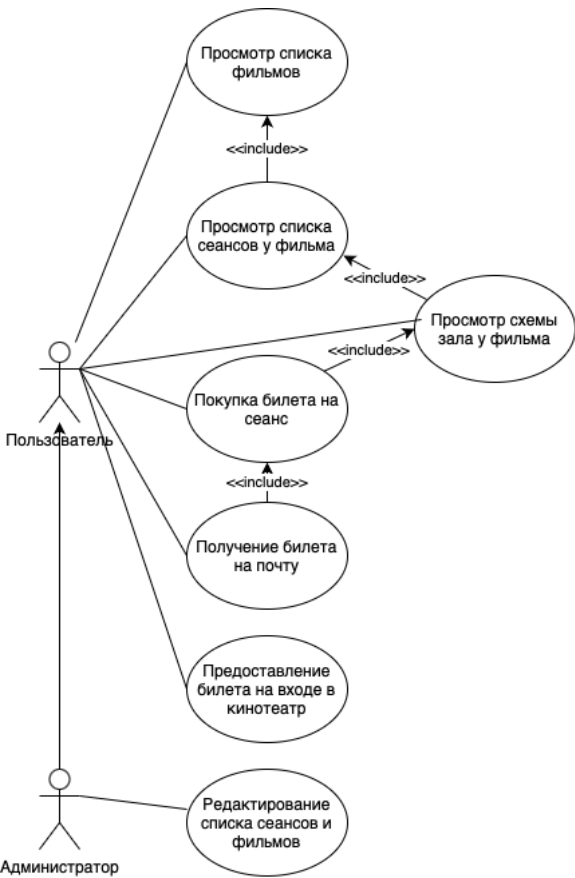 Просмотр списка
фильмов
<<include>>
Просмотр списка
сеансов у фильма
<<include>>
Просмотр схемы
зала у фильма
<<include>>
Покупка билета на
сеанс
Пользователь
<<include>>
Получение билета
на почту
Предоставление
билета на входе в
кинотеатр
Редактирование
списка сеансов и
фильмов
Администратор